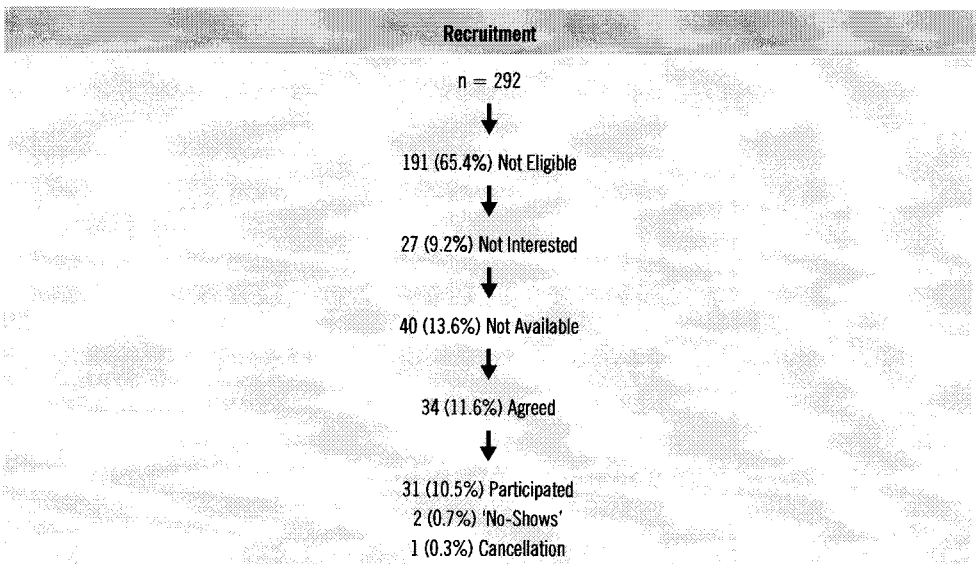 Recruitment
n = 292
191 (65.4%) Not Eligible
27 (9.2%) Not Interested
40 (13.6%) Not Available
34 (11.6%) Agreed
31 (10.5%) Participated
2 (0.7%) 'No-Shows'
1 (0.3%) Cancellation